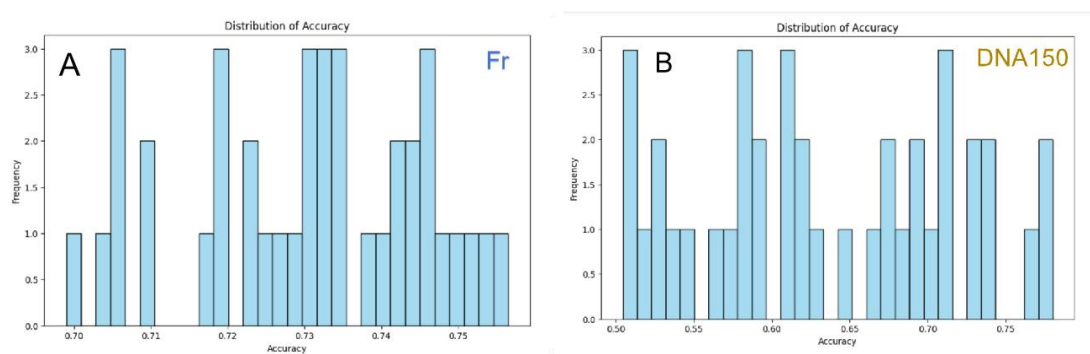 Distribution of Accuracy
A
Fr
3.0
2.5
2.0
1.5
1.0
0.5
0.0
Frequency
0.70 0.71 0.72 0.73 0.74 0.75
Accuracy
Distribution of Accuracy
B
DNA150
3.0
2.5
2.0
1.5
1.0
0.5
0.0
Frequency
0.50 0.55 0.60 0.65 0.70 0.75
Accuracy